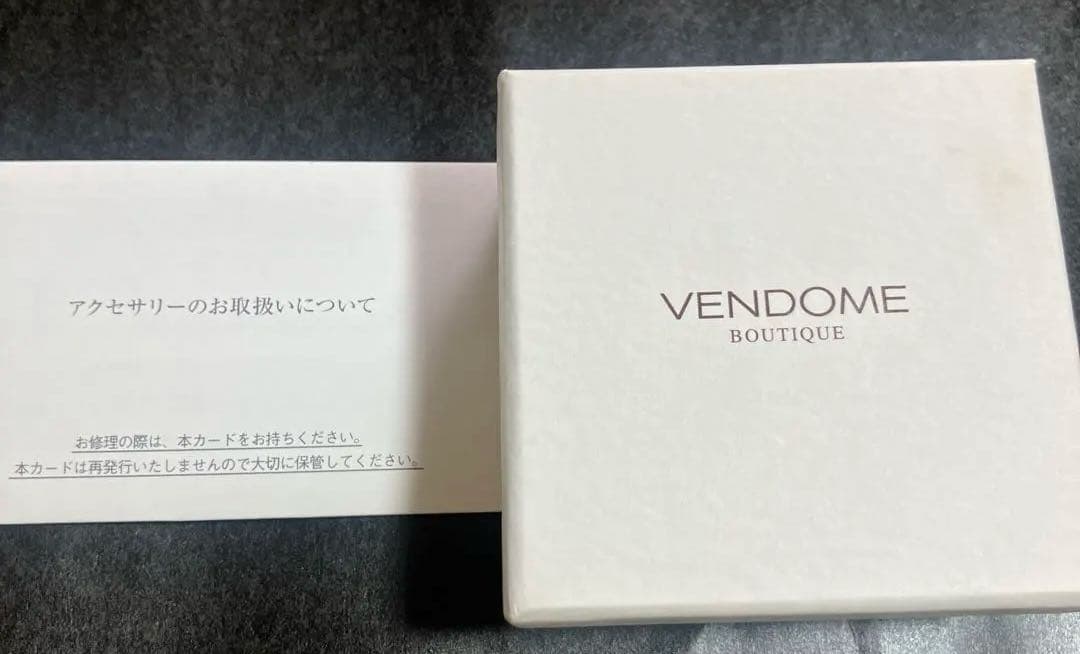 アクセサリーのお取扱いについて
お修理の際は、本カードをお持ちください。
本カードは再発行いたしませんので大切に保管してください。
VENDOME
BOUTIQUE